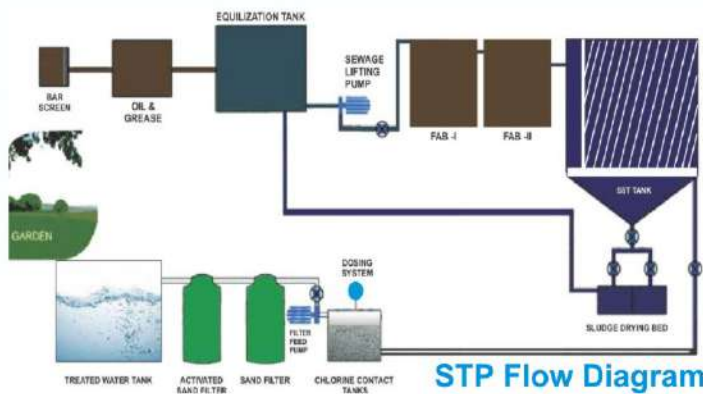 EQUILIZATION TANK
SEWAGE
LIFTING
PUMP
BAR
SCREEN
OIL &
GREASE
FAB -I
FAB -II
SST TANK
GARDEN
DOSING
SYSTEM
SLUDGE DRYING BED
FILTER
FEED
PUMP
TREATED WATER TANK
ACTIVATED
SAND FILTER
SAND FILTER
CHLORINE CONTACT
TANKS
STP Flow Diagram